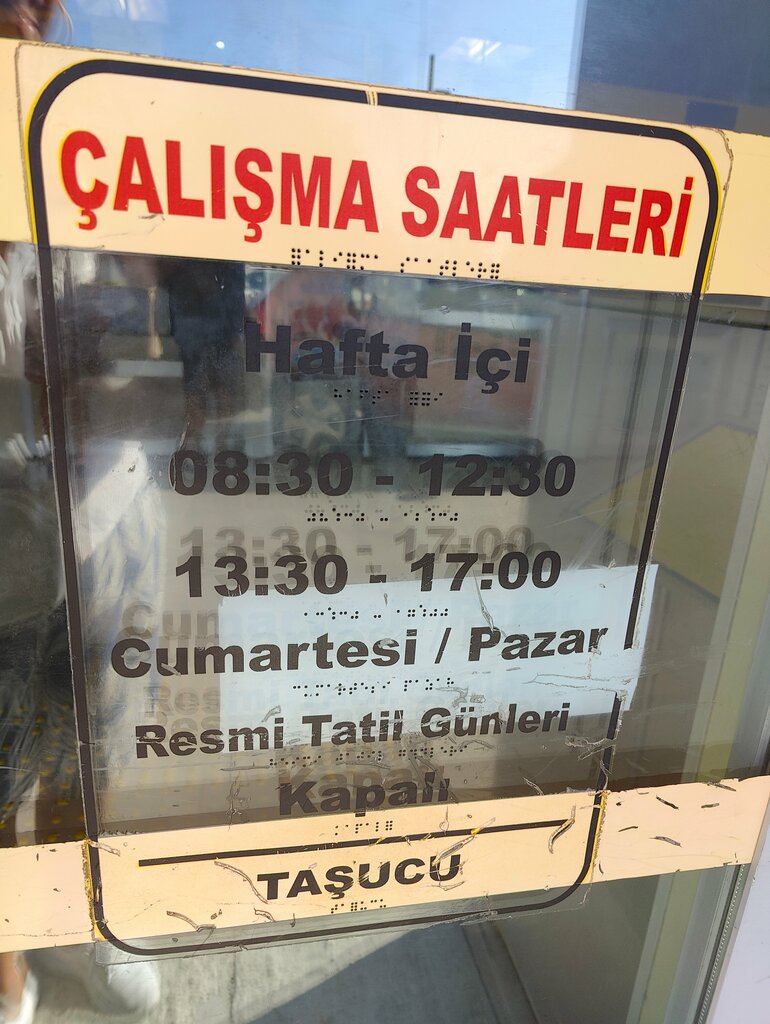 ÇALIŞMA SAATLERİ
Hafta İçi
08:30 - 12:30
13:30 - 17:00
Cumartesi / Pazar
Resmi Tatil Günleri
Kapalı
TAŞUCU